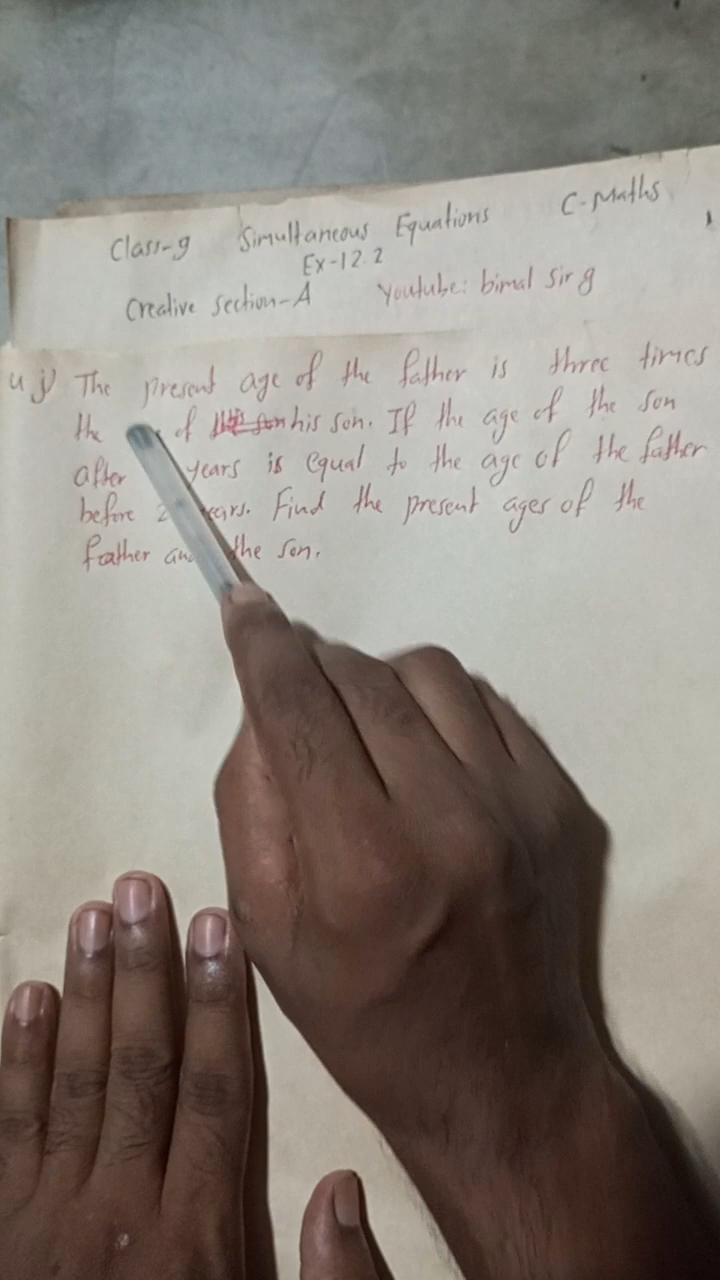 Class-9 Simultaneous Equations C-Maths
Ex-12.2
Creative section-A Youtube: bimal sir g
4 j) The present age of the father is three times
the of his son. If the age of the son
after years is equal to the age of the father
before 2 Find the present ages of the
father the son.